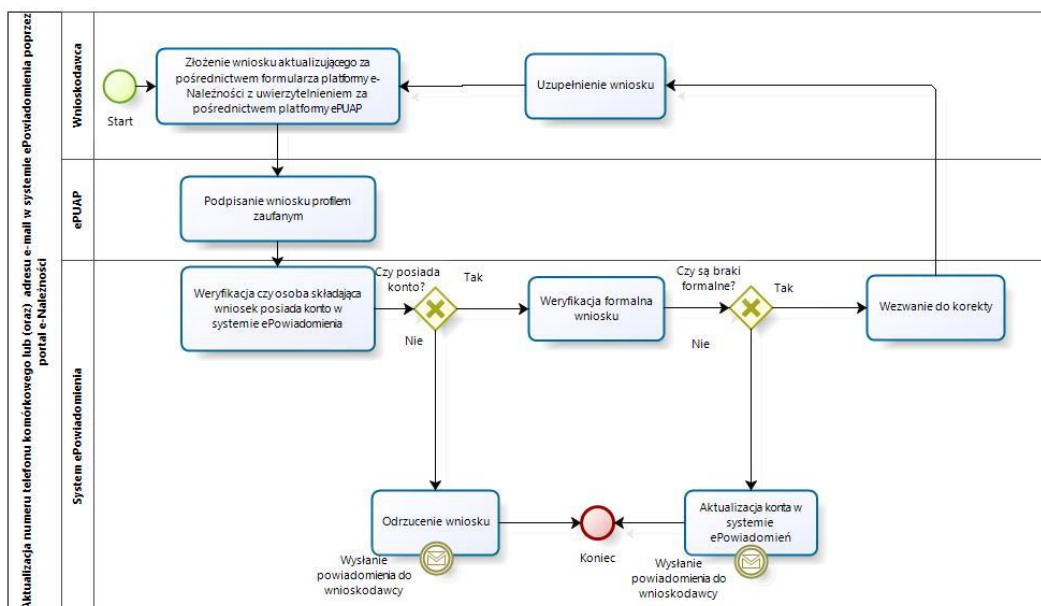 Aktualizacja numeru telefonu komórkowego lub (oraz) adresu e-mail w systemie ePowiadomienia poprzez
portal e-Należności
Wnioskodawca
Start
Złożenie wniosku aktualizującego za
pośrednictwem formularza platformy e-
Należności z uwierzytelnieniem za
pośrednictwem platformy ePUAP
Uzupełnienie wniosku
ePUAP
Podpisanie wniosku profilem
zaufanym
System ePowiadomienia
Weryfikacja czy osoba składająca
wniosek posiada konto w
systemie ePowiadomienia
Czy posiada
konto?
Tak
Nie
Weryfikacja formalna
wniosku
Czy są braki
formalne?
Tak
Nie
Wezwanie do korekty
Odrzucenie wniosku
Wysłanie
powiadomienia do
wnioskodawcy
Koniec
Aktualizacja konta w
systemie
ePowiadomień
Wysłanie
powiadomienia do
wnioskodawcy